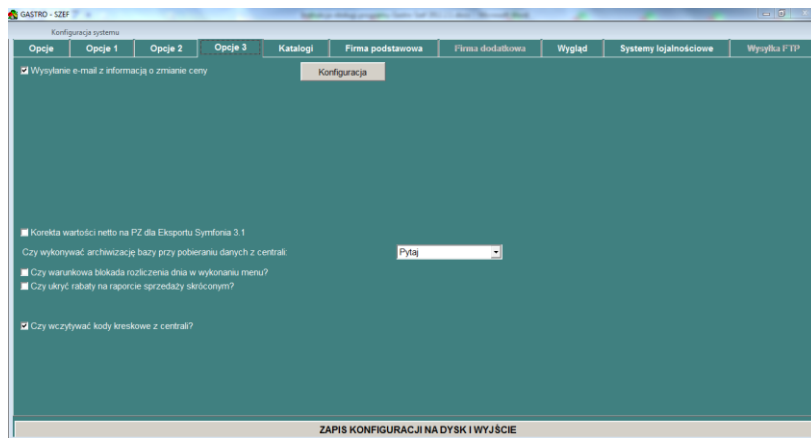 GASTRO - SZEF
Konfiguracja systemu
Opcje Opcje 1 Opcje 2 Opcje 3 Katalogi Firma podstawowa Firma dodatkowa Wygląd Systemy lojalnościowe Wysyłka FTP
Wysyłanie e-mail z informacją o zmianie ceny Konfiguracja
Korekta wartości netto na PZ dla Eksportu Symfonia 3.1
Czy wykonywać archiwizację bazy przy pobieraniu danych z centrali: Pytaj
Czy warunkowa blokada rozliczenia dnia w wykonaniu menu?
Czy ukryć rabaty na raporcie sprzedaży skróconym?
Czy wczytywać kody kreskowe z centrali?
ZAPIS KONFIGURACJI NA DYSK I WYJŚCIE